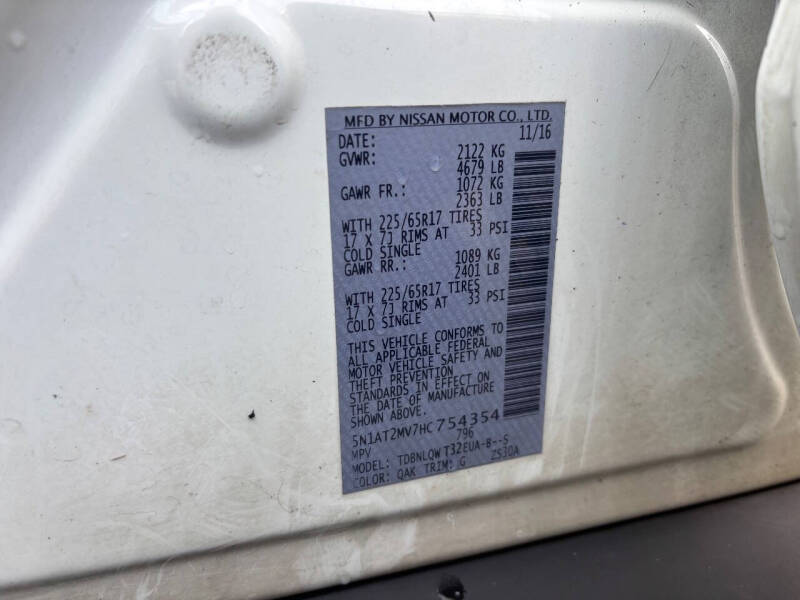 MFD BY NISSAN MOTOR CO., LTD.
DATE: 11/16
GVWR: 2122 KG
4679 LB
GAWR FR.: 1072 KG
2363 LB
WITH 225/65R17 TIRES
17 X 7J RIMS AT 33 PSI
COLD SINGLE
GAWR RR.: 1089 KG
2401 LB
WITH 225/65R17 TIRES
17 X 7J RIMS AT 33 PSI
COLD SINGLE
THIS VEHICLE CONFORMS TO
ALL APPLICABLE FEDERAL
MOTOR VEHICLE SAFETY AND
THEFT PREVENTION
STANDARDS IN EFFECT ON
THE DATE OF MANUFACTURE
SHOWN ABOVE.
5N1AT2MV7HC754354
MPV 796
MODEL: TDBNLQW T32EUA-B--S
COLOR: QAK TRIM: G 2S30A